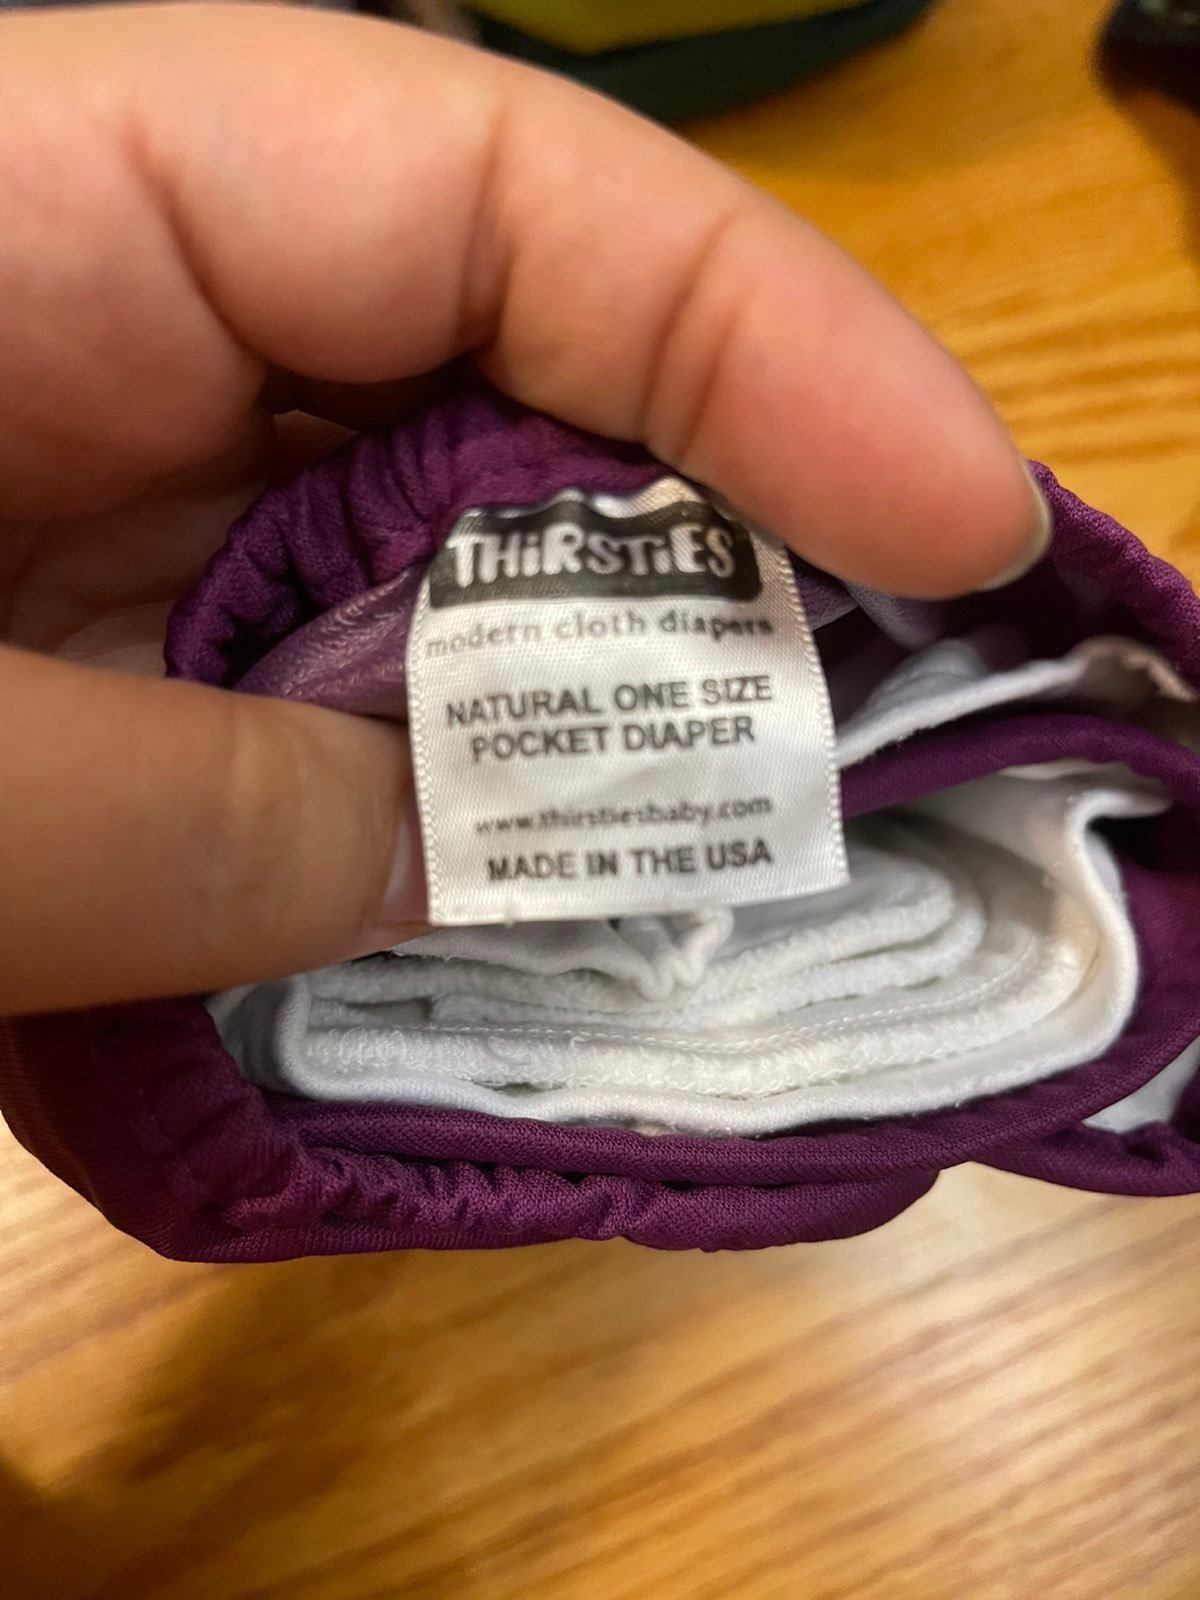 THiRSTiES
modern cloth diapers
NATURAL ONE SIZE
POCKET DIAPER
www.thirstiesbaby.com
MADE IN THE USA